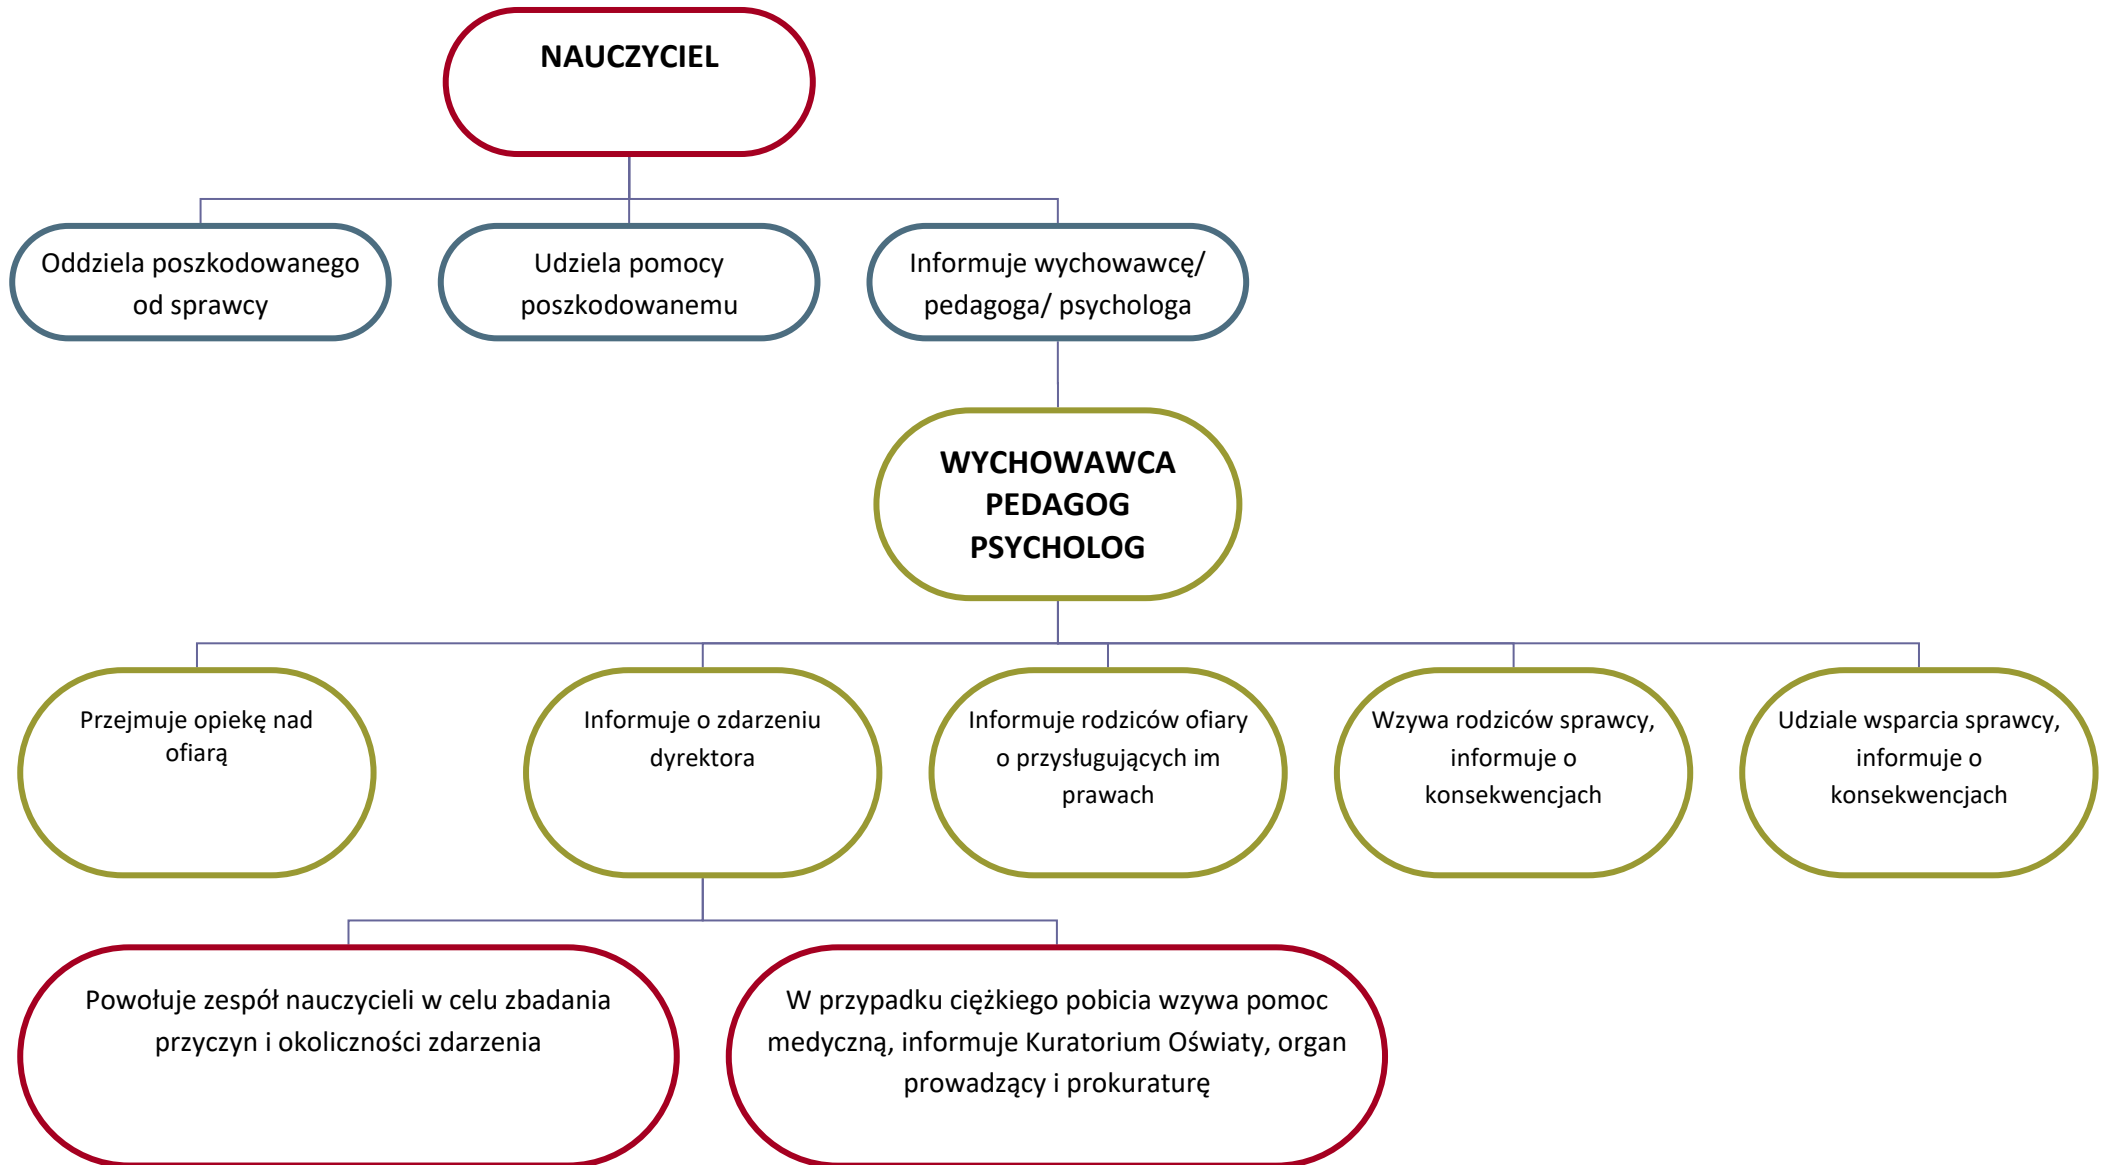 NAUCZYCIEL
Oddziela poszkodowanego
od sprawcy
Udziela pomocy
poszkodowanemu
Informuje wychowawcę/
pedagoga/ psychologa
WYCHOWAWCA
PEDAGOG
PSYCHOLOG
Przejmuje opiekę nad
ofiarą
Informuje o zdarzeniu
dyrektora
Informuje rodziców ofiary
o przysługujących im
prawach
Wzywa rodziców sprawcy,
informuje o
konsekwencjach
Udziale wsparcia sprawcy,
informuje o
konsekwencjach
Powołuje zespół nauczycieli w celu zbadania
przyczyn i okoliczności zdarzenia
W przypadku ciężkiego pobicia wzywa pomoc
medyczną, informuje Kuratorium Oświaty, organ
prowadzący i prokuraturę